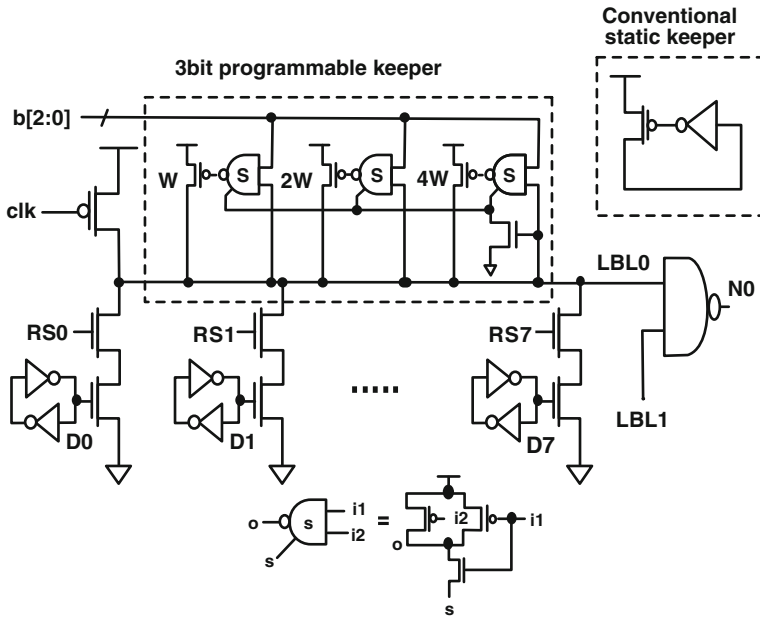 Conventional
static keeper
3bit programmable keeper
b[2:0]
W
S
2W
S
4W
S
clk
LBL0
N0
RS0
RS1
RS7
.....
LBL1
D0
D1
D7
o
s
i1
i2
s
=
o
i2
i1
s